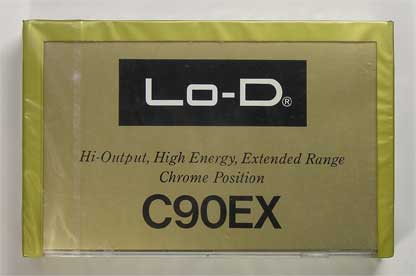 Lo-D®
Hi-Output, High Energy, Extended Range
Chrome Position
C90EX